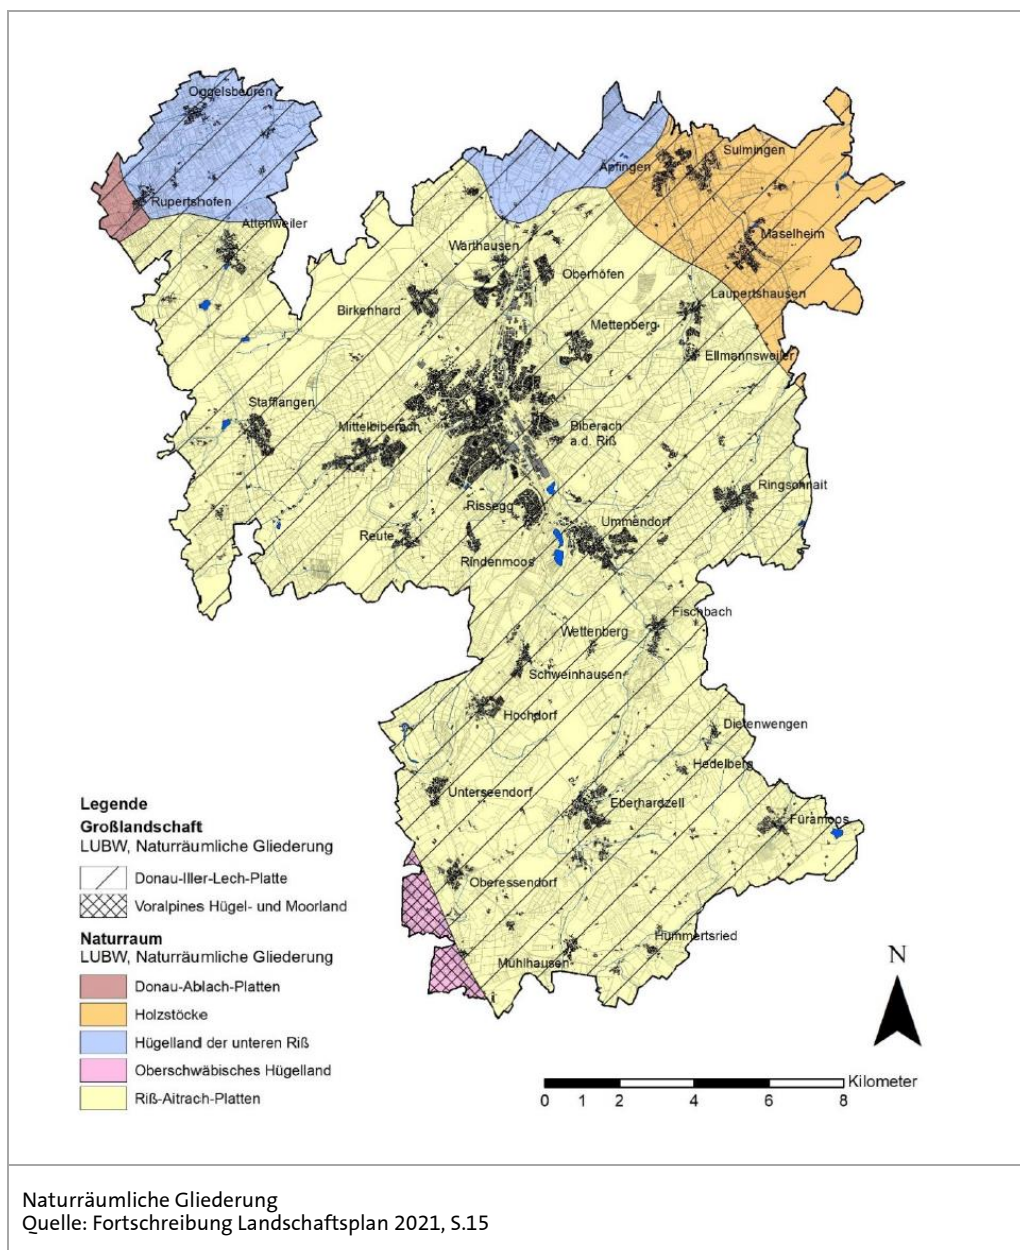 Oggelsbeuren
Sulmingen
Äpfingen
Rupertshofen
Attenweiler
Maselheim
Warthausen
Oberhöfen
Laupertshausen
Birkenhard
Mettenberg
Ellmannsweiler
Stafflangen
Mittelbiberach
Biberach
a.d. Riß
Ringschnait
Rissegg
Ummendorf
Reute
Rindenmoos
Fischbach
Wettenberg
Schweinhausen
Hochdorf
Dietenwengen
Hedelberg
Unterseendorf
Eberhardzell
Füramoos
Oberessendorf
Hummertsried
Mühlhausen
Legende
Großlandschaft
LUBW, Naturräumliche Gliederung
Donau-Iller-Lech-Platte
Voralpines Hügel- und Moorland
Naturraum
LUBW, Naturräumliche Gliederung
Donau-Ablach-Platten
Holzstöcke
Hügelland der unteren Riß
Oberschwäbisches Hügelland
Riß-Aitrach-Platten
N
Kilometer
0 1 2 4 6 8
Naturräumliche Gliederung
Quelle: Fortschreibung Landschaftsplan 2021, S.15